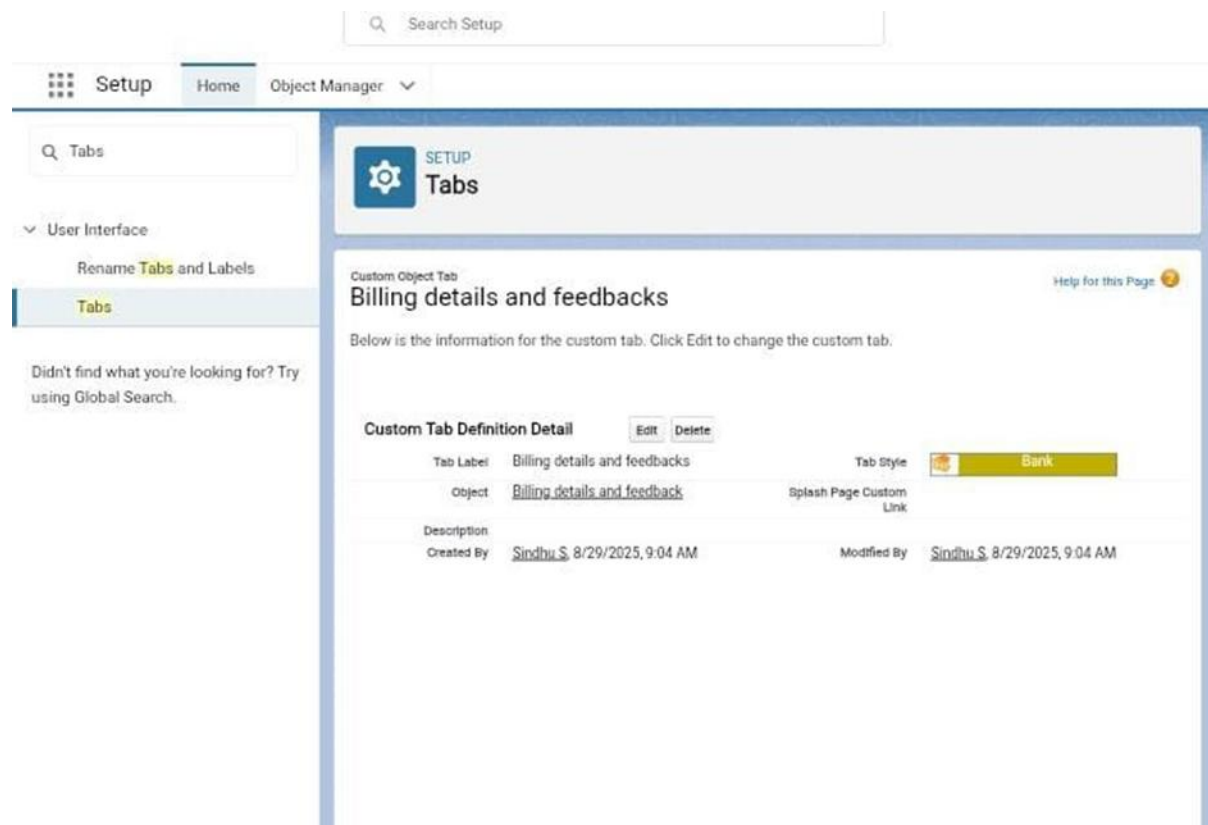 Search Setup
Setup Home Object Manager
Tabs
User Interface
Rename Tabs and Labels
Tabs
Didn't find what you're looking for? Try
using Global Search.
SETUP
Tabs
Custom Object Tab
Billing details and feedbacks
Help for this Page
Below is the information for the custom tab. Click Edit to change the custom tab.
Custom Tab Definition Detail Edit Delete
Tab Label Billing details and feedbacks Tab Style Bank
Object Billing details and feedback Splash Page Custom
Link
Description
Created By Sindhu S, 8/29/2025, 9:04 AM Modified By Sindhu S, 8/29/2025, 9:04 AM